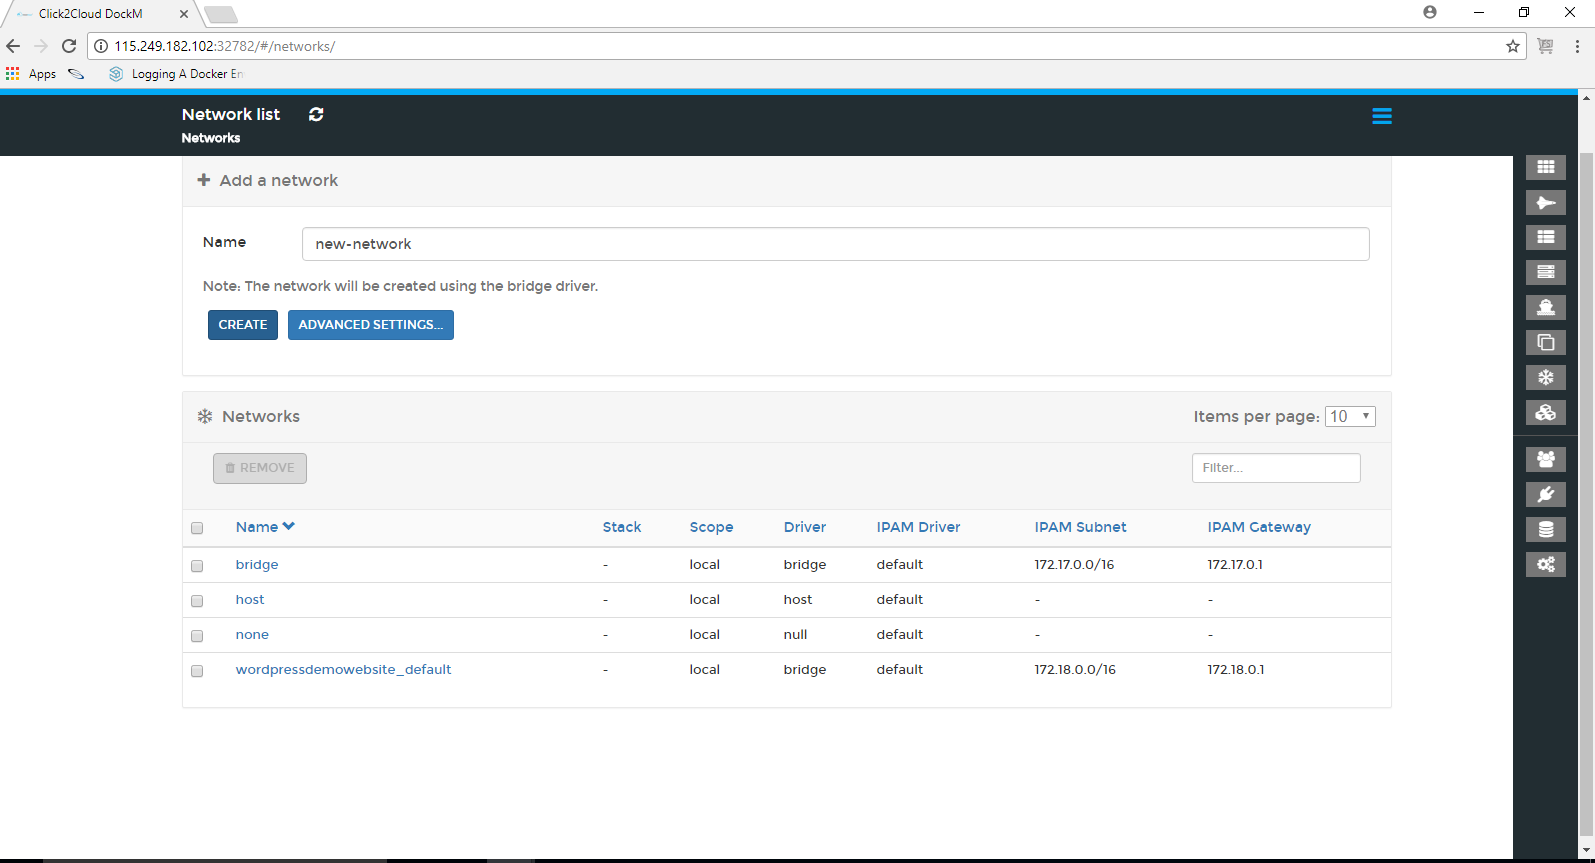 Click2Cloud DockM
115.249.182.102:32782/#/networks/
Apps
Logging A Docker En
Network list
Networks
Add a network
Name
new-network
Note: The network will be created using the bridge driver.
CREATE ADVANCED SETTINGS...
Networks Items per page: 10
REMOVE Filter...
Name Stack Scope Driver IPAM Driver IPAM Subnet IPAM Gateway
bridge - local bridge default 172.17.0.0/16 172.17.0.1
host - local host default - -
none - local null default - -
wordpressdemowebsite_default - local bridge default 172.18.0.0/16 172.18.0.1